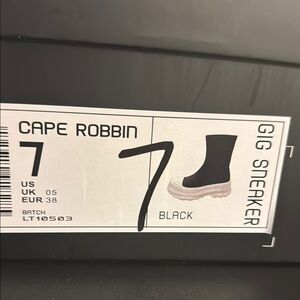 CAPE ROBBIN
7
US
UK 05
EUR 38
BATCH
LT10503
7
BLACK
GIG SNEAKER